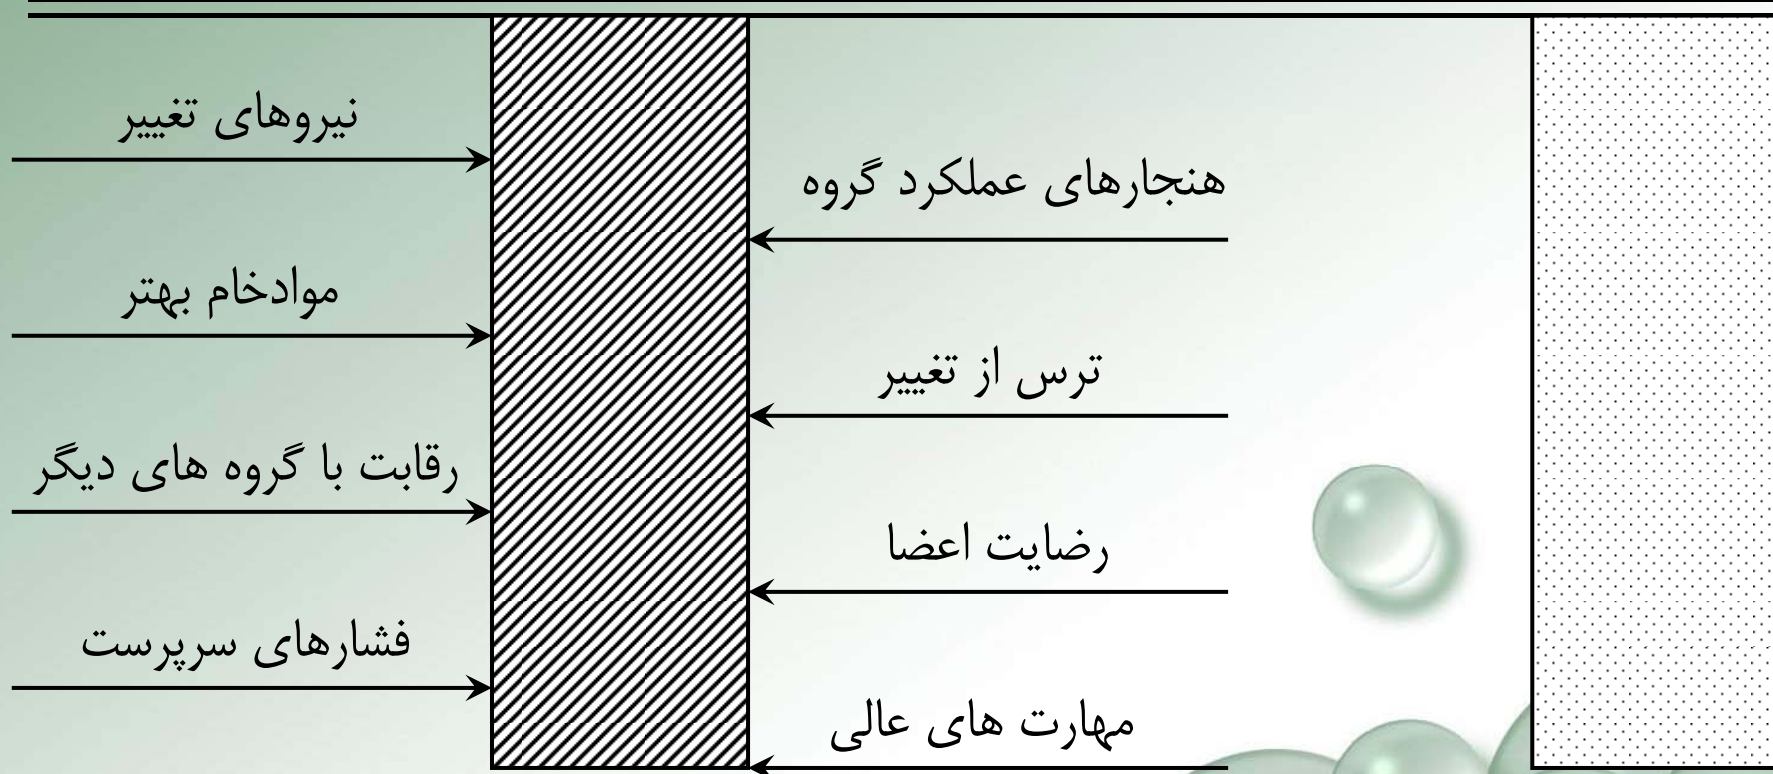 نیروهای تغییر
هنجارهای عملکرد گروه
موادخام بهتر
ترس از تغییر
رقابت با گروه های دیگر
رضایت اعضا
فشارهای سرپرست
مهارت های عالی